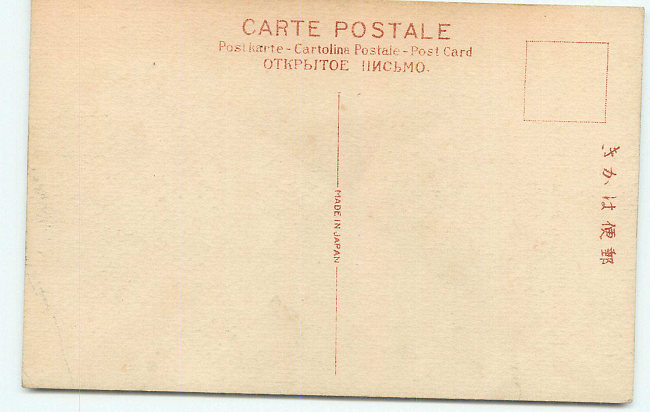 CARTE POSTALE
Postkarte - Cartolina Postale - Post Card
ОТКРЫТОЕ ПИСЬМО.
MADE IN JAPAN
郵便はかき